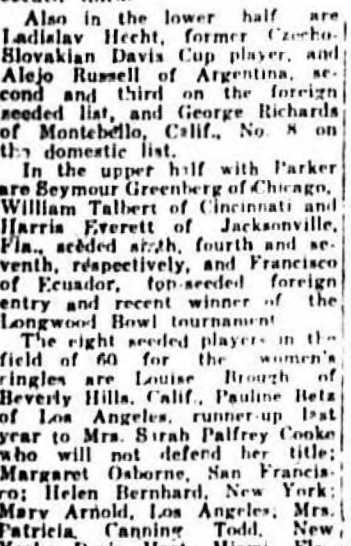 Also in the lower half are
Ladislav Hecht, former Czecho-
Slovakian Davis Cup player, and
Alejo Russell of Argentina, se-
cond and third on the foreign
seeded list, and George Richards
of Montebello, Calif., No. 8 on
the domestic list.
In the upper half with Parker
are Seymour Greenberg of Chicago,
William Talbert of Cincinnati and
Harris Everett of Jacksonville,
Fla., seeded sixth, fourth and se-
venth, respectively, and Francisco
of Ecuador, top-seeded foreign
entry and recent winner of the
Longwood Bowl tournament
The eight seeded players in the
field of 60 for the women's
ringles are Louise Brough of
Beverly Hills, Calif., Pauline Betz
of Los Angeles, runner-up last
year to Mrs. Sarah Palfrey Cooke
who will not defend her title;
Margaret Osborne, San Francis-
ro; Helen Bernhard, New York;
Mary Arnold, Los Angeles; Mrs.
Patricia Canning Todd, New